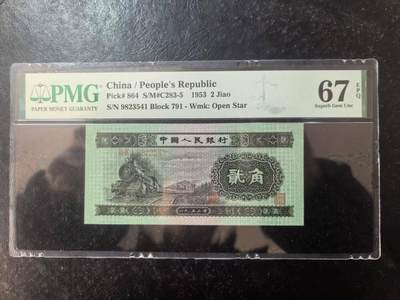 PMG
PAPER MONEY GUARANTY
China / People's Republic
Pick# 864 S/M#C283-5 1953 2 Jiao
S/N 9823541 Block 791 - Wmk: Open Star
67 EPQ
Superb Gem Unc
中國人民銀行
貳角